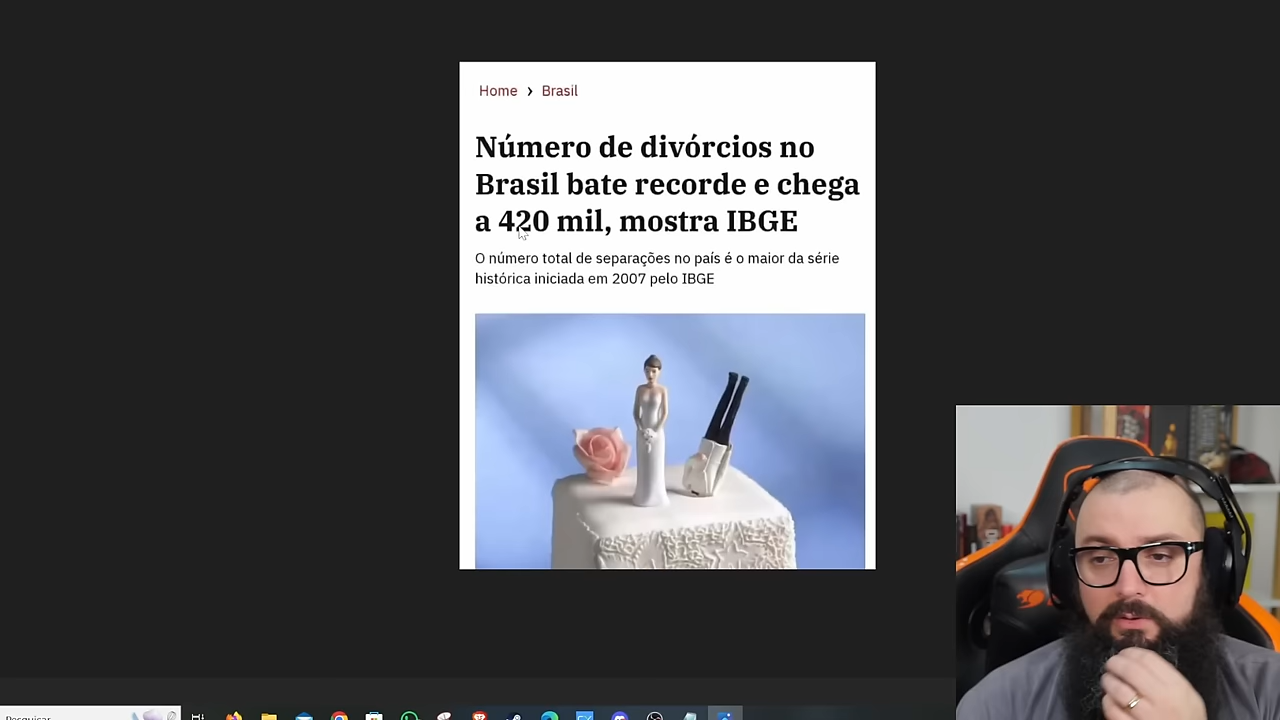 Home › Brasil
Número de divórcios no
Brasil bate recorde e chega
a 420 mil, mostra IBGE
O número total de separações no país é o maior da série
histórica iniciada em 2007 pelo IBGE
Pesquisar